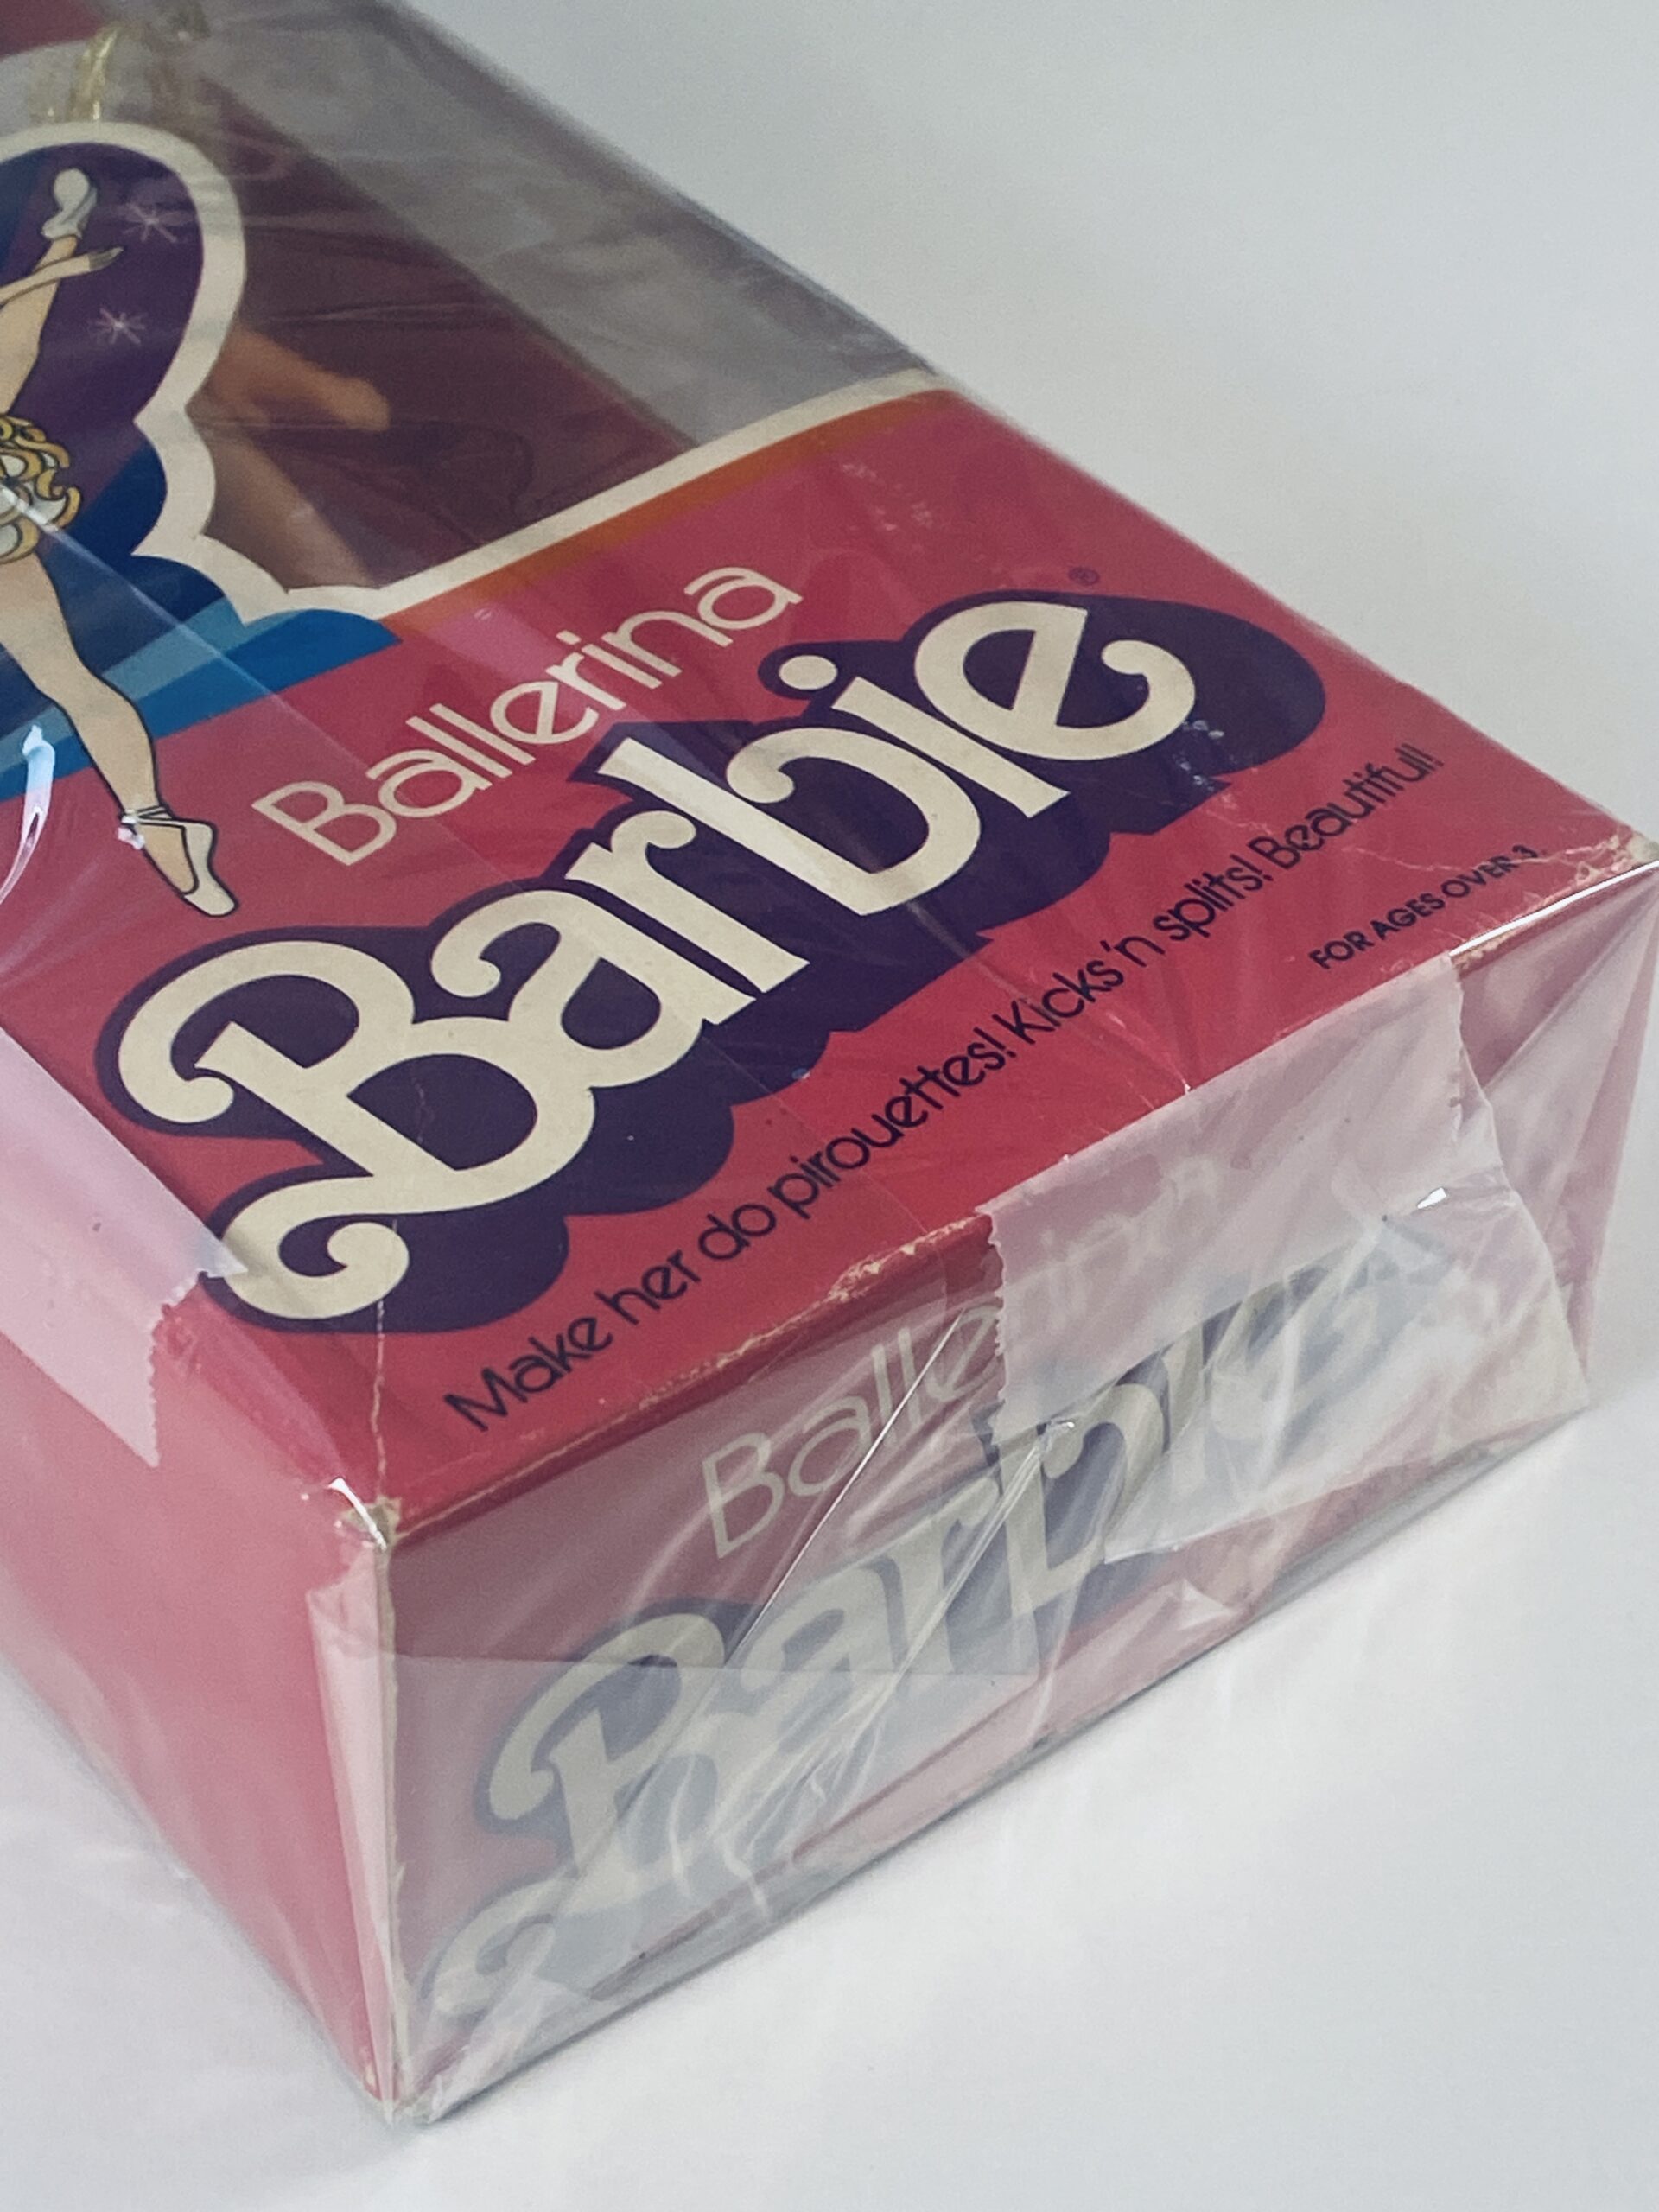 Ballerina
Barbie®
Make her do pirouettes! Kicks'n splits! Beautiful!
FOR AGES OVER 3.
Ballerina
Barbie